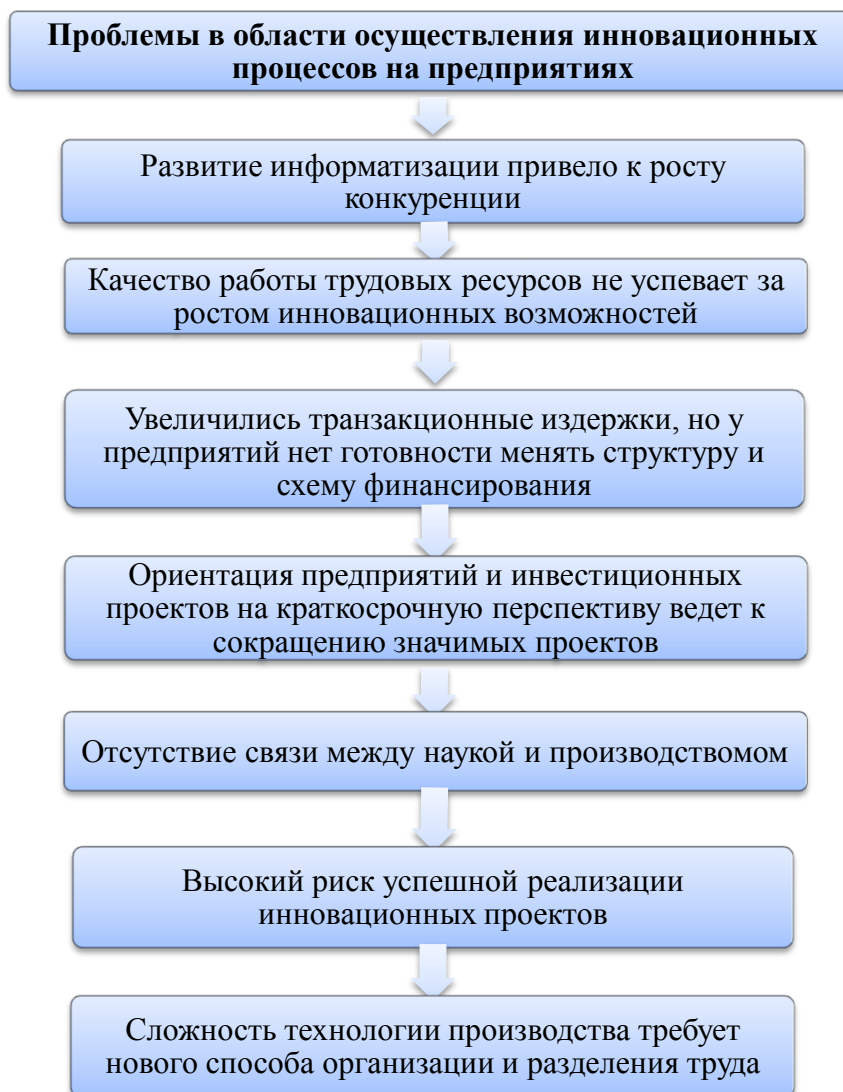 Проблемы в области осуществления инновационных
процессов на предприятиях
Развитие информатизации привело к росту
конкуренции
Качество работы трудовых ресурсов не успевает за
ростом инновационных возможностей
Увеличились транзакционные издержки, но у
предприятий нет готовности менять структуру и
схему финансирования
Ориентация предприятий и инвестиционных
проектов на краткосрочную перспективу ведет к
сокращению значимых проектов
Отсутствие связи между наукой и производствомом
Высокий риск успешной реализации
инновационных проектов
Сложность технологии производства требует
нового способа организации и разделения труда